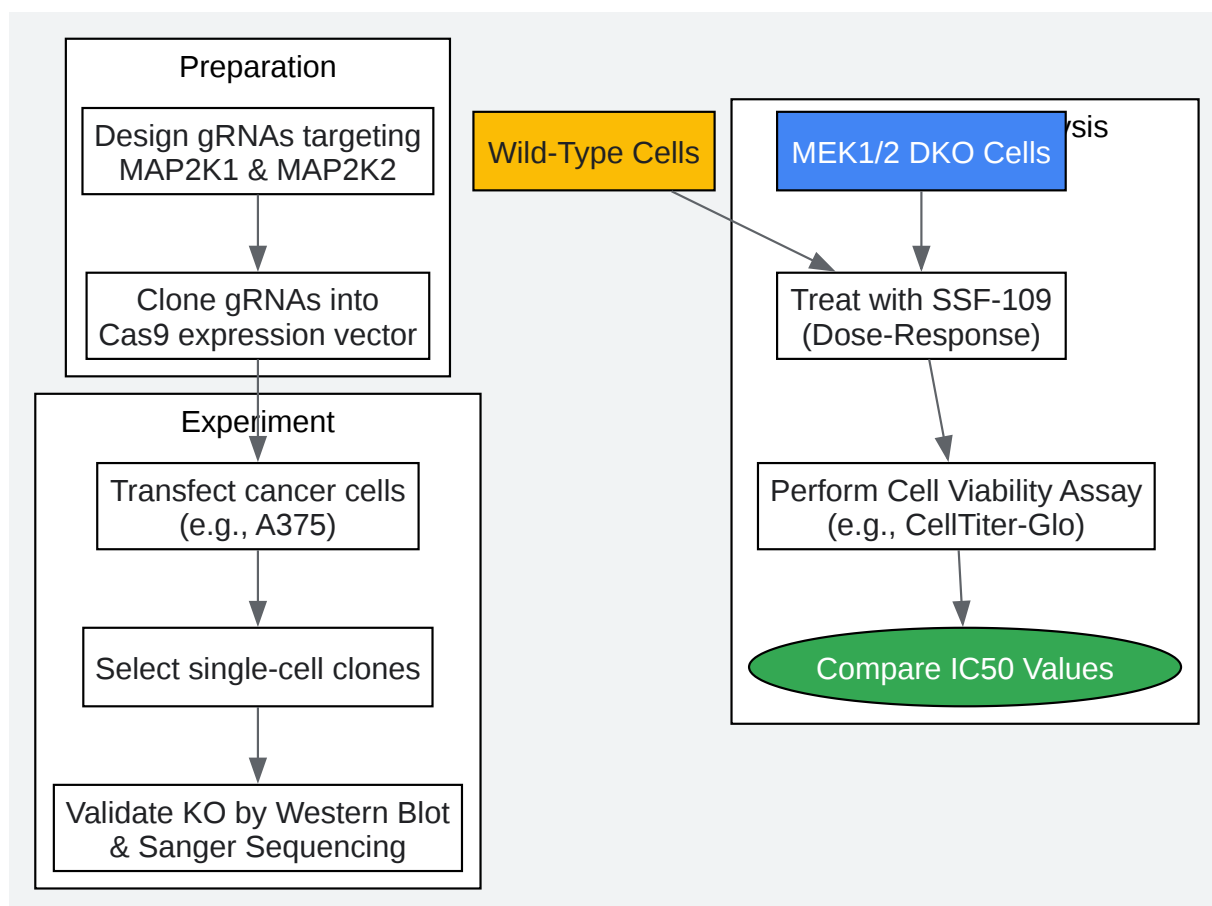 Preparation
Design gRNAs targeting
MAP2K1 & MAP2K2
Clone gRNAs into
Cas9 expression vector
Experiment
Transfect cancer cells
(e.g., A375)
Select single-cell clones
Validate KO by Western Blot
& Sanger Sequencing
Wild-Type Cells
MEK1/2 DKO Cells
Treat with SSF-109
(Dose-Response)
Perform Cell Viability Assay
(e.g., CellTiter-Glo)
Compare IC50 Values